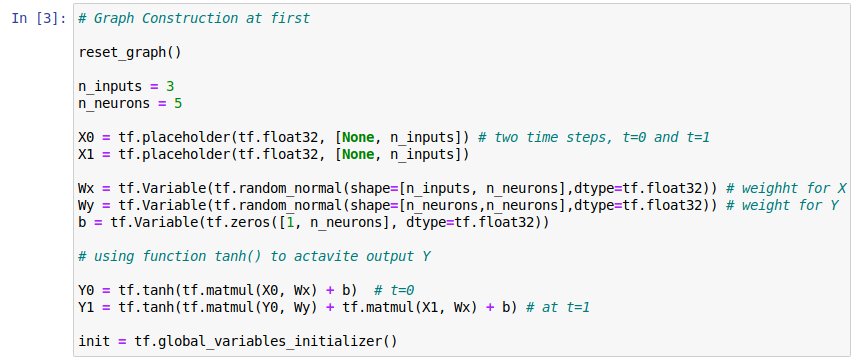 In [3]: # Graph Construction at first
reset_graph()
n_inputs = 3
n_neurons = 5
X0 = tf.placeholder(tf.float32, [None, n_inputs]) # two time steps, t=0 and t=1
X1 = tf.placeholder(tf.float32, [None, n_inputs])
Wx = tf.Variable(tf.random_normal(shape=[n_inputs, n_neurons],dtype=tf.float32)) # weighht for X
Wy = tf.Variable(tf.random_normal(shape=[n_neurons,n_neurons],dtype=tf.float32)) # weight for Y
b = tf.Variable(tf.zeros([1, n_neurons], dtype=tf.float32))
# using function tanh() to actavite output Y
Y0 = tf.tanh(tf.matmul(X0, Wx) + b)  # t=0
Y1 = tf.tanh(tf.matmul(Y0, Wy) + tf.matmul(X1, Wx) + b) # at t=1
init = tf.global_variables_initializer()